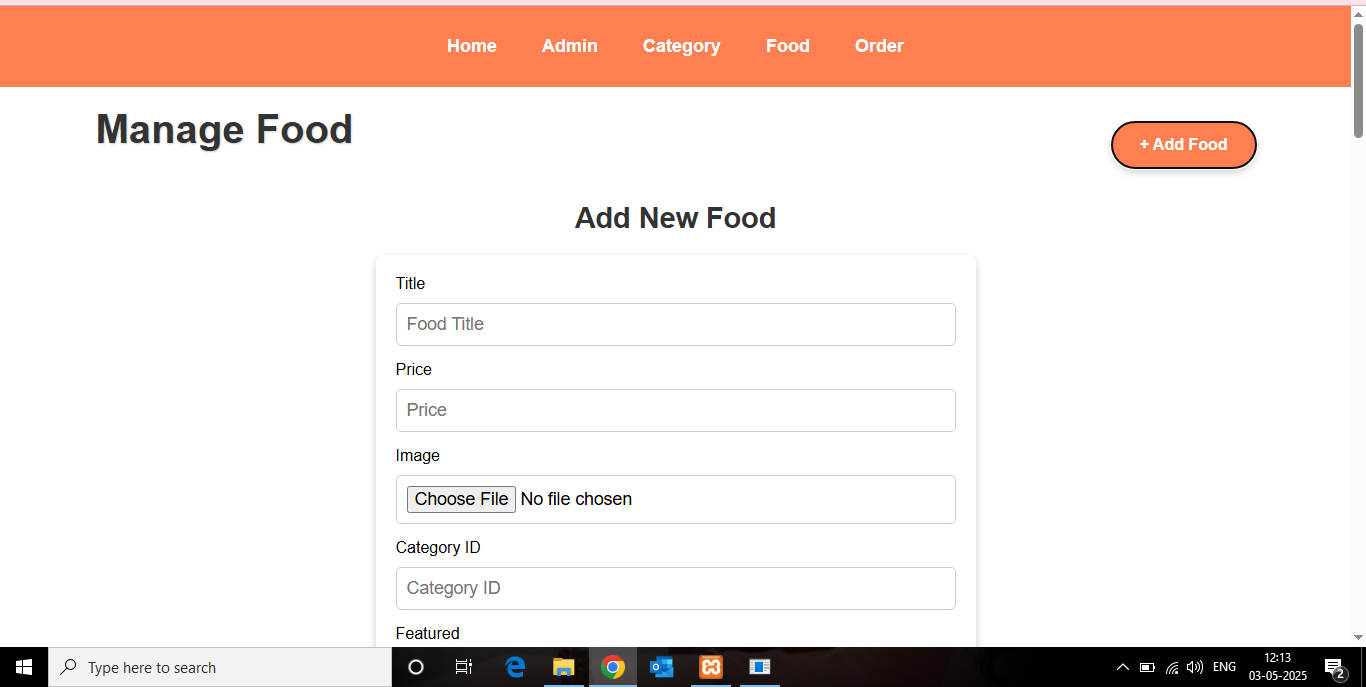 Home Admin Category Food Order
Manage Food
+ Add Food
Add New Food
Title
Food Title
Price
Price
Image
Choose File No file chosen
Category ID
Category ID
Featured
Type here to search
ENG
12:13
03-05-2025
2